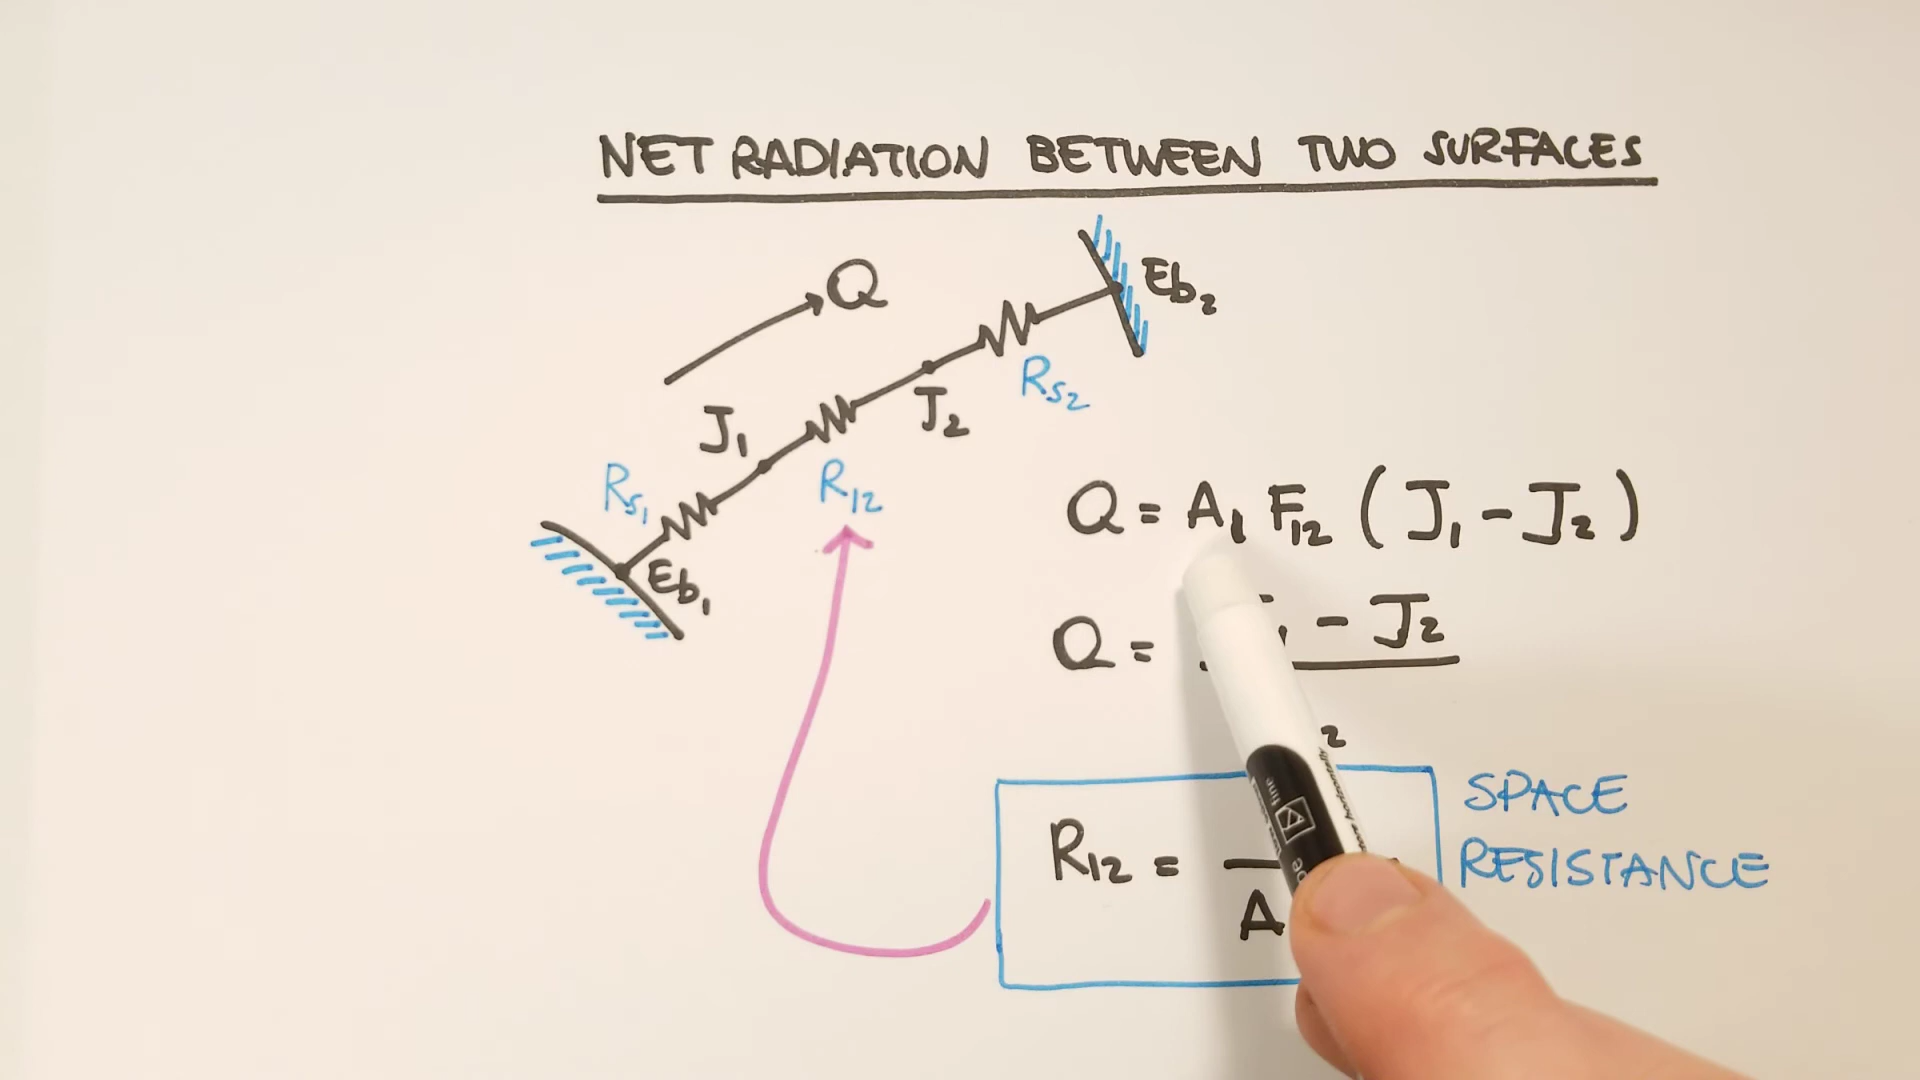 NET RADIATION BETWEEN TWO SURFACES
Q
Eb2
RS2
J2
J1
R12
RS1
Eb1
Q = A1 F12 ( J1 - J2 )
Q = - J2
2
R12 =
A
SPACE
RESISTANCE
fine